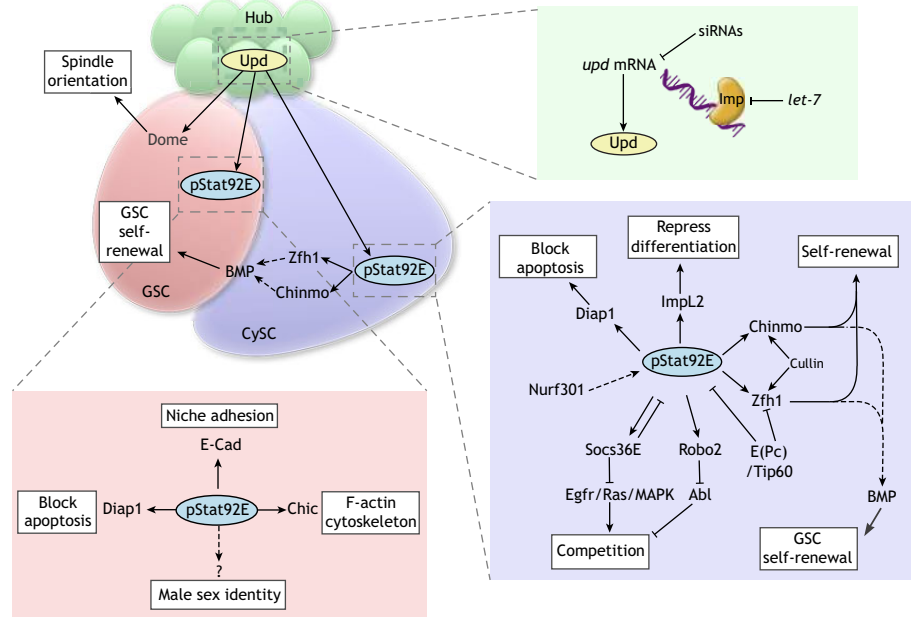 Hub
Upd
Spindle
orientation
Dome
pStat92E
GSC
self-
renewal
BMP
Zfh1
Chinmo
pStat92E
GSC
CySC
siRNAs
upd mRNA
Imp
let-7
Upd
Repress
differentiation
Block
apoptosis
Self-renewal
Diap1
ImpL2
Chinmo
pStat92E
Cullin
Nurf301
Zfh1
Socs36E
Robo2
E(Pc)
/Tip60
Egfr/Ras/MAPK
Abl
BMP
Competition
GSC
self-renewal
Niche adhesion
E-Cad
Block
apoptosis
Diap1
pStat92E
Chic
F-actin
cytoskeleton
?
Male sex identity